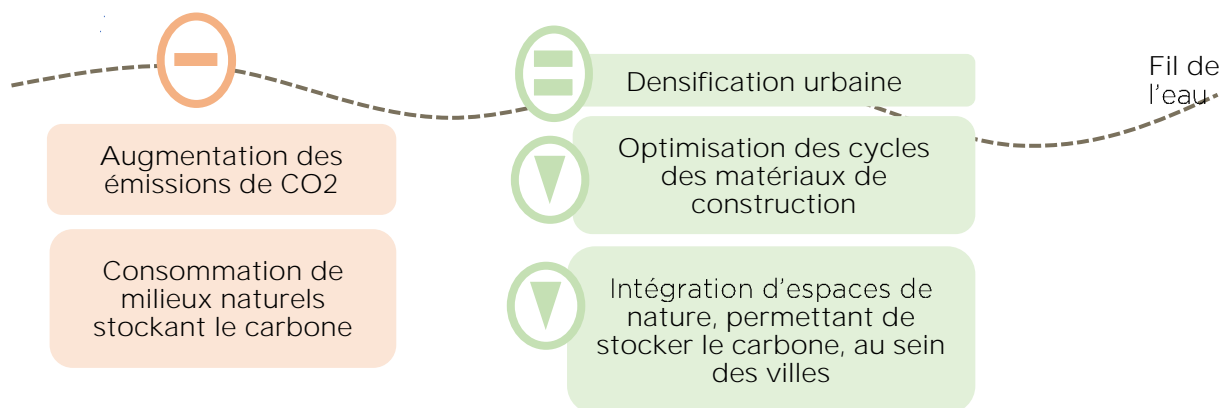 Densification urbaine
Fil de
l'eau
Augmentation des
émissions de CO2
Optimisation des cycles
des matériaux de
construction
Consommation de
milieux naturels
stockant le carbone
Intégration d'espaces de
nature, permettant de
stocker le carbone, au sein
des villes